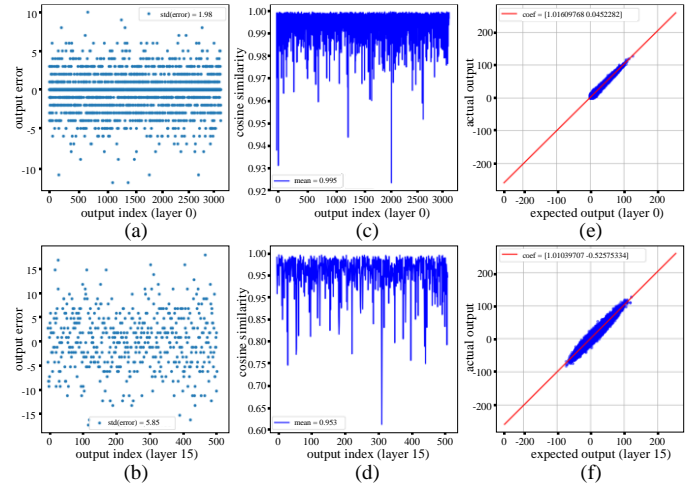 std(error) = 1.98
10
5
0
-5
-10
output error
0 500 1000 1500 2000 2500 3000
output index (layer 0)
(a)
1.00
0.99
0.98
0.97
0.96
0.95
0.94
0.93
0.92
cosine similarity
mean = 0.995
0 500 1000 1500 2000 2500 3000
output index (layer 0)
(c)
coef = [1.01609768 0.0452282]
200
100
0
-100
-200
actual output
0 -200 -100 0 100 200
expected output (layer 0)
(e)
15
10
5
0
-5
-10
-15
output error
std(error) = 5.85
0 100 200 300 400 500
output index (layer 15)
(b)
1.00
0.95
0.90
0.85
0.80
0.75
0.70
0.65
0.60
cosine similarity
mean = 0.953
0 100 200 300 400 500
output index (layer 15)
(d)
coef = [1.01039707 -0.52575334]
200
100
0
-100
-200
actual output
0 -200 -100 0 100 200
expected output (layer 15)
(f)